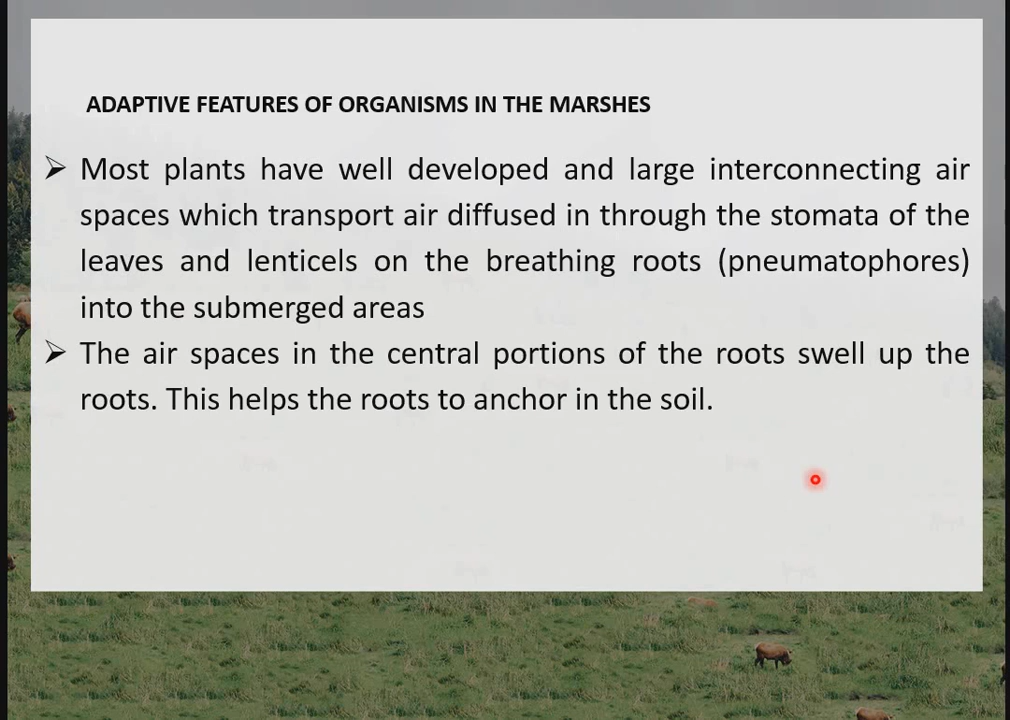 ADAPTIVE FEATURES OF ORGANISMS IN THE MARSHES
➢ Most plants have well developed and large interconnecting air
spaces which transport air diffused in through the stomata of the
leaves and lenticels on the breathing roots (pneumatophores)
into the submerged areas
➢ The air spaces in the central portions of the roots swell up the
roots. This helps the roots to anchor in the soil.